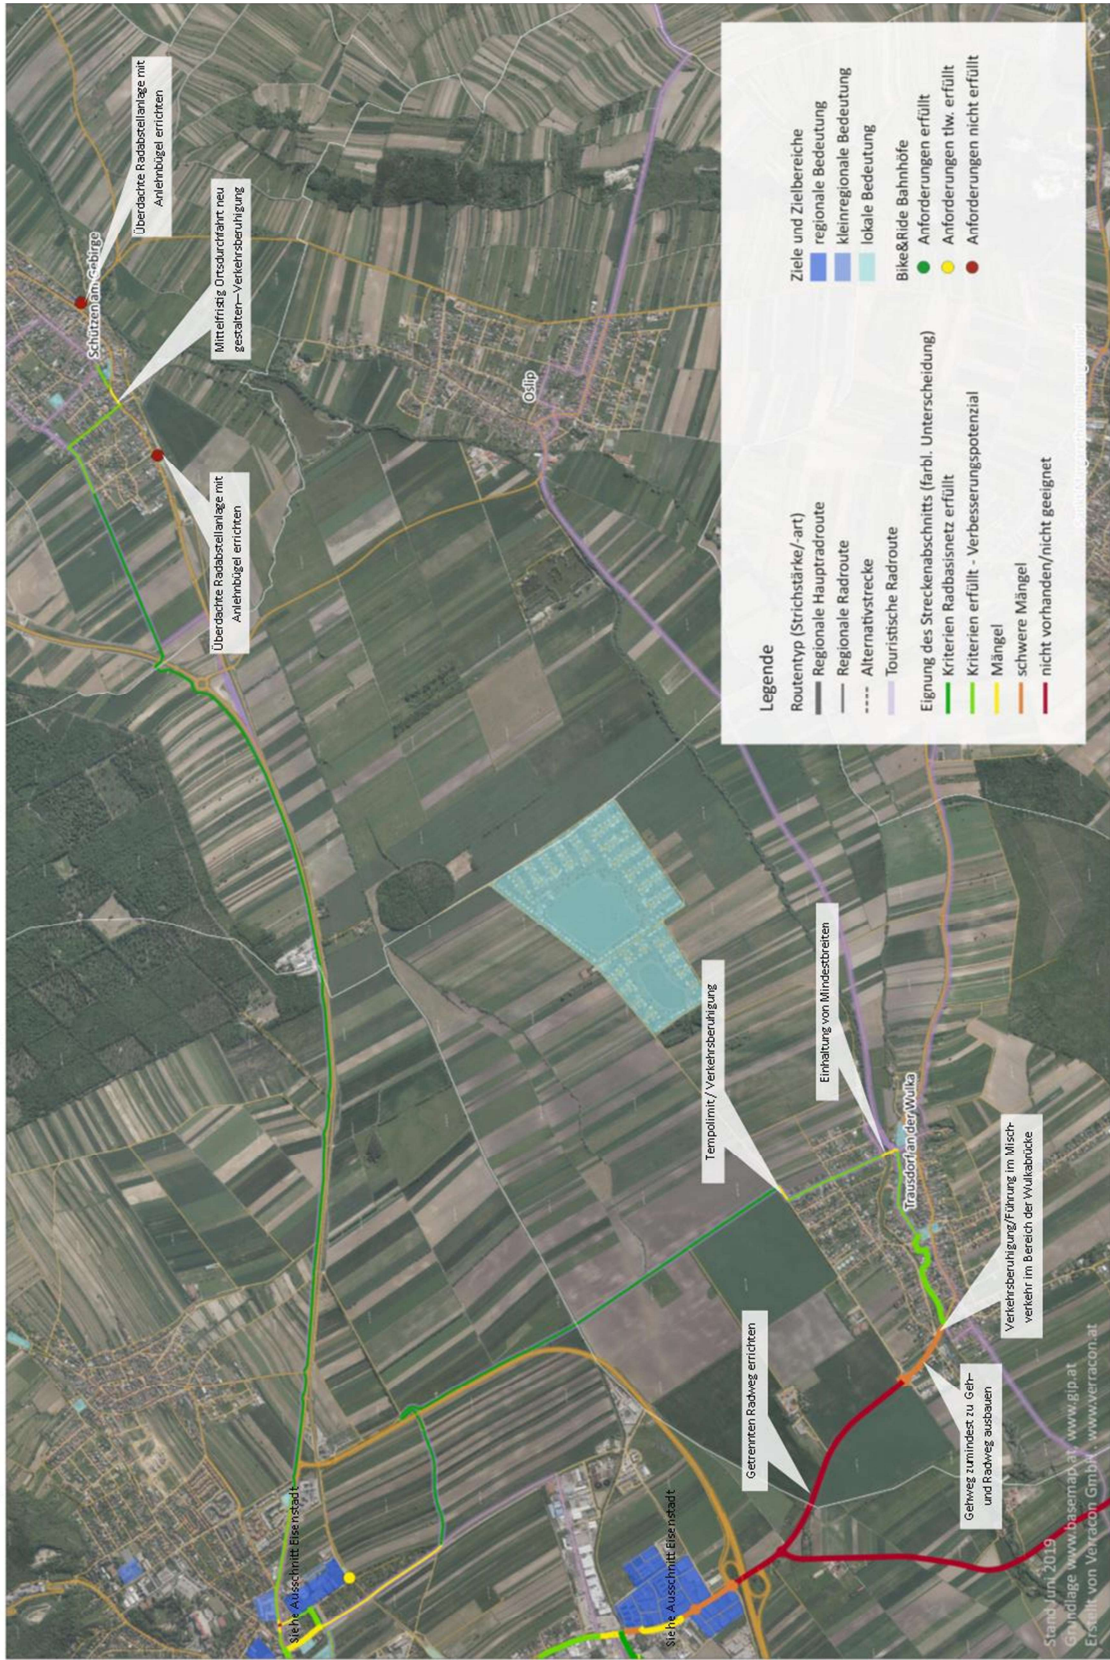 Überdachte Radabstellanlage mit
Anlehnbügel errichten
Schützen am Gebirge
Mittelfristig Ortsdurchfahrt neu
gestalten—Verkehrsberuhigung
Überdachte Radabstellanlage mit
Anlehnbügel errichten
Oslip
Siehe Ausschnitt Eisenstadt
Siehe Ausschnitt Eisenstadt
Tempolimit/ Verkehrsberuhigung
Einhaltung von Mindestbreiten
Trausdorf an der Wulka
Getrennten Radweg errichten
Gehweg zumindest zu Geh—
und Radweg ausbauen
Verkehrsberuhigung/Führung im Misch-
verkehr im Bereich der Wulkabrücke
Legende
Routentyp (Strichstärke/-art)
Regionale Hauptradroute
Regionale Radroute
Alternativstrecke
Touristische Radroute
Eignung des Streckenabschnitts (farbl. Unterscheidung)
Kriterien Radbasisnetz erfüllt
Kriterien erfüllt - Verbesserungspotenzial
Mängel
schwere Mängel
nicht vorhanden/nicht geeignet
Ziele und Zielbereiche
regionale Bedeutung
kleinregionale Bedeutung
lokale Bedeutung
Bike&Ride Bahnhöfe
Anforderungen erfüllt
Anforderungen tlw. erfüllt
Anforderungen nicht erfüllt
Stand Juni 2019
Grundlage www.basemap.at, www.gip.at
Erstellt von Verracon GmbH, www.verracon.at